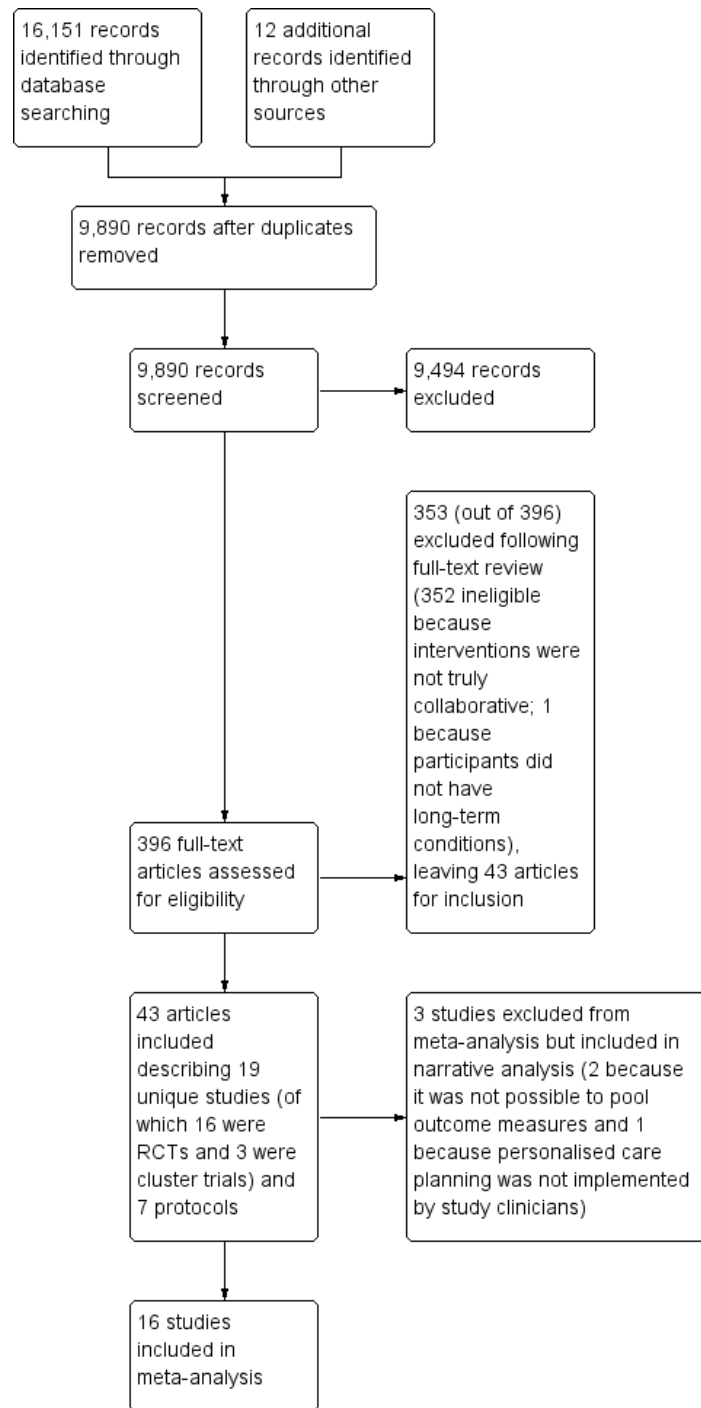 16,151 records
identified through
database
searching
12 additional
records identified
through other
sources
9,890 records after duplicates
removed
9,890 records
screened
9,494 records
excluded
353 (out of 396)
excluded following
full-text review
(352 ineligible
because
interventions were
not truly
collaborative; 1
because
participants did
not have
long-term
conditions),
leaving 43 articles
for inclusion
396 full-text
articles assessed
for eligibility
43 articles
included
describing 19
unique studies (of
which 16 were
RCTs and 3 were
cluster trials) and
7 protocols
3 studies excluded from
meta-analysis but included in
narrative analysis (2 because
it was not possible to pool
outcome measures and 1
because personalised care
planning was not implemented
by study clinicians)
16 studies
included in
meta-analysis